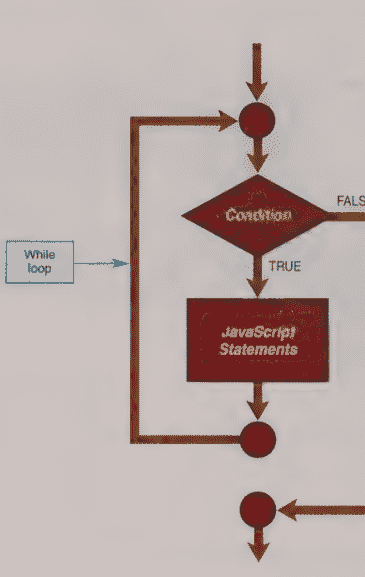 Condition
FALS
While
loop
TRUE
JavaScript
Statements